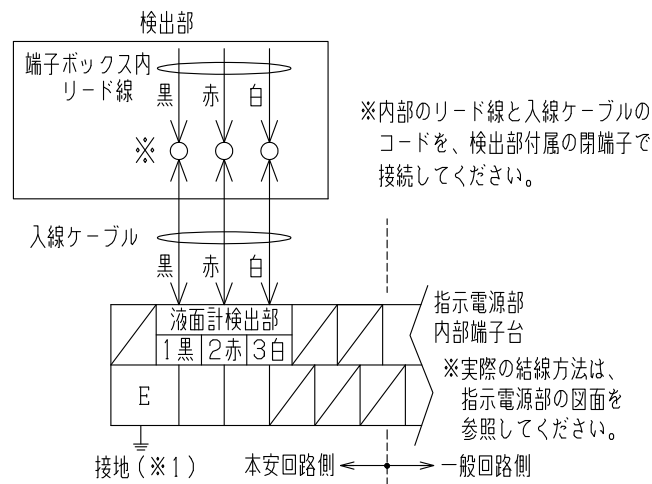 検出部
端子ボックス内
リード線
黒 赤 白
※
※内部のリード線と入線ケーブルの
コードを、検出部付属の閉端子で
接続してください。
入線ケーブル
黒 赤 白
液面計検出部
1黒 2赤 3白
指示電源部
内部端子台
E
※実際の結線方法は、
指示電源部の図面を
参照してください。
接地(※1)
本安回路側
一般回路側